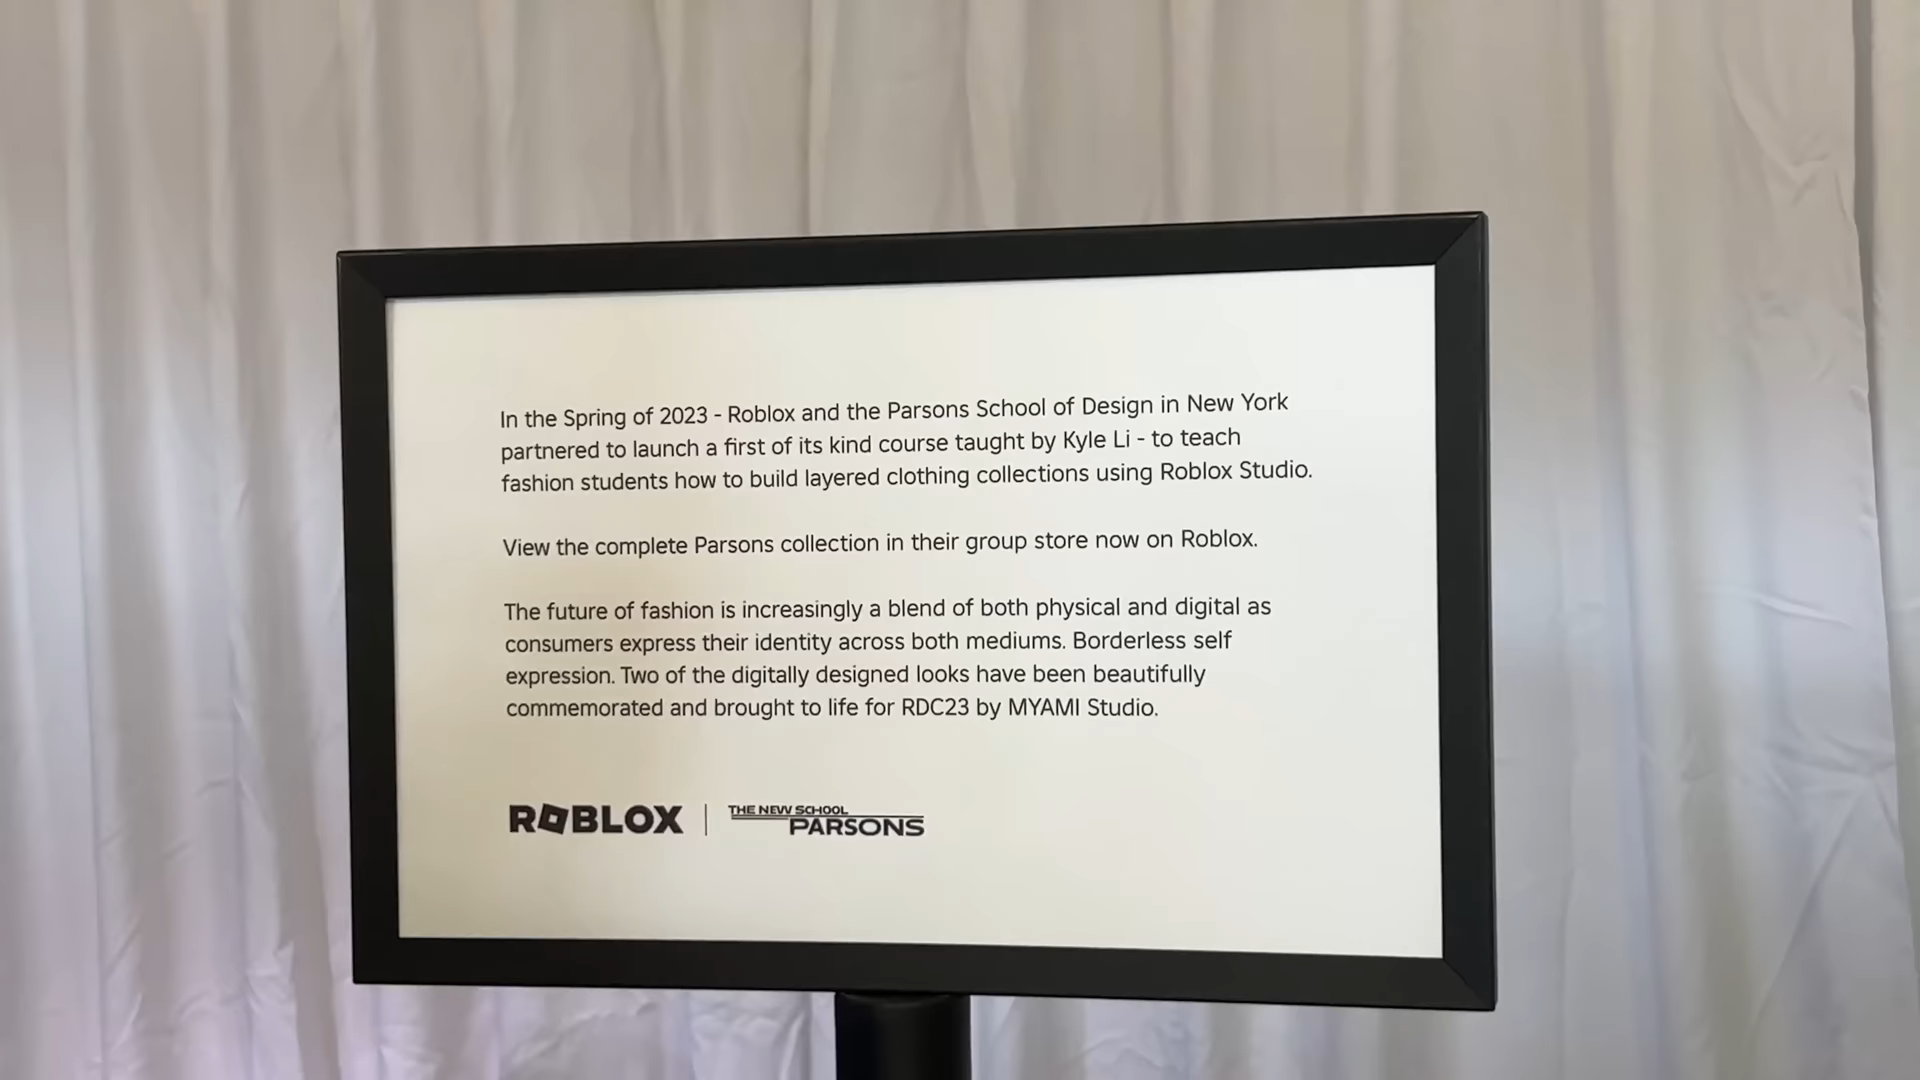 In the Spring of 2023 - Roblox and the Parsons School of Design in New York
partnered to launch a first of its kind course taught by Kyle Li - to teach
fashion students how to build layered clothing collections using Roblox Studio.
View the complete Parsons collection in their group store now on Roblox.
The future of fashion is increasingly a blend of both physical and digital as
consumers express their identity across both mediums. Borderless self
expression. Two of the digitally designed looks have been beautifully
commemorated and brought to life for RDC23 by MYAMI Studio.
ROBLOX | THE NEW SCHOOL
PARSONS